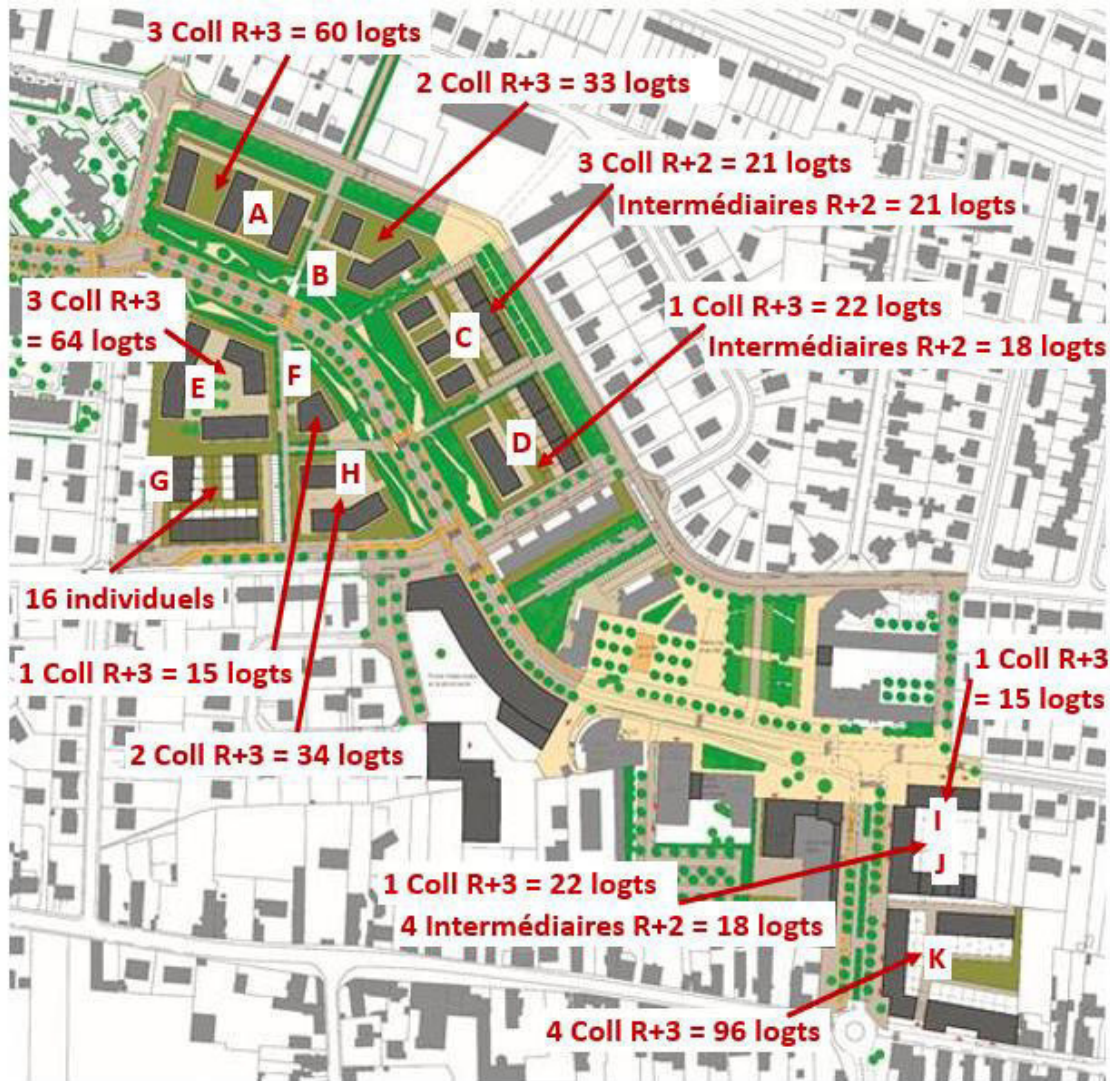 3 Coll R+3 = 60 logts
2 Coll R+3 = 33 logts
3 Coll R+2 = 21 logts
Intermédiaires R+2 = 21 logts
A
B
3 Coll R+3
= 64 logts
1 Coll R+3 = 22 logts
Intermédiaires R+2 = 18 logts
C
F
E
D
G
H
16 individuels
1 Coll R+3 = 15 logts
2 Coll R+3 = 34 logts
1 Coll R+3
= 15 logts
I
J
1 Coll R+3 = 22 logts
4 Intermédiaires R+2 = 18 logts
K
4 Coll R+3 = 96 logts